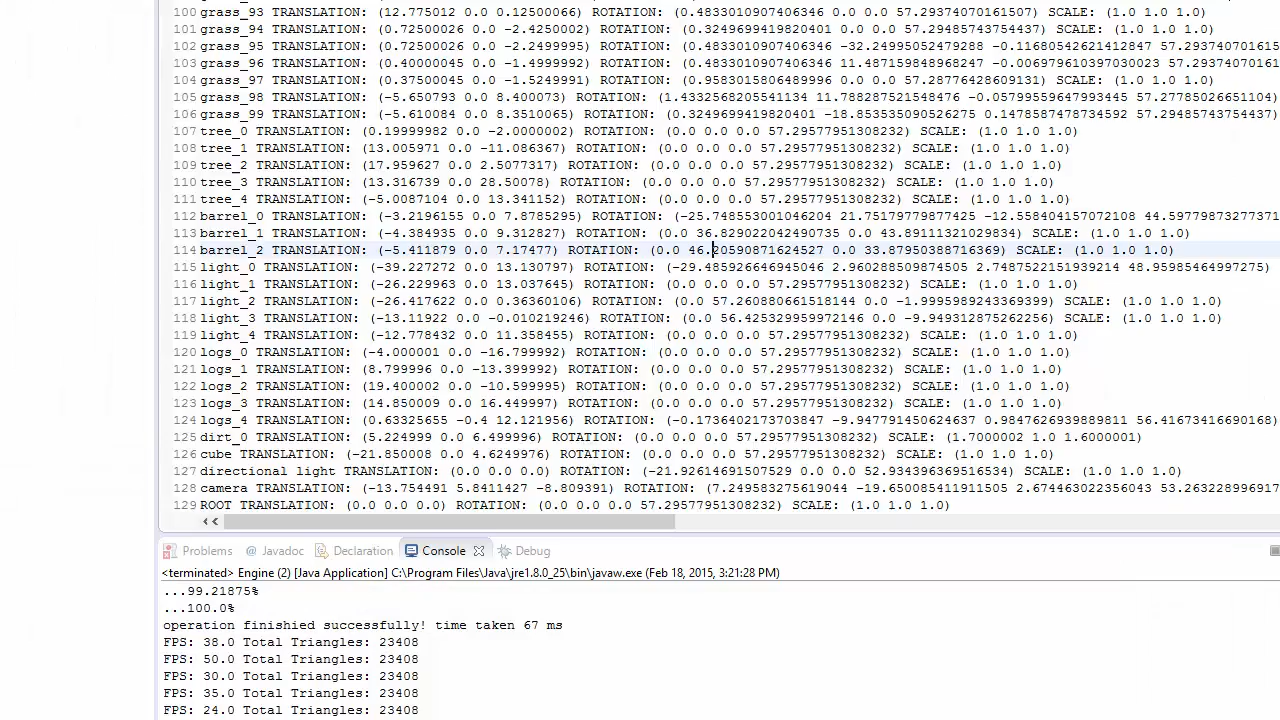 100 grass_93 TRANSLATION: (12.775012 0.0 0.12500066) ROTATION: (0.4833010907406346 0.0 0.0 57.29374070161507) SCALE: (1.0 1.0 1.0)
101 grass_94 TRANSLATION: (0.72500026 0.0 -2.4250002) ROTATION: (0.3249699419820401 0.0 0.0 57.29485743754437) SCALE: (1.0 1.0 1.0)
102 grass_95 TRANSLATION: (0.72500026 0.0 -2.2499995) ROTATION: (0.4833010907406346 -32.24995052479288 -0.11680542621412847 57.293740701615
103 grass_96 TRANSLATION: (0.40000045 0.0 -1.4999992) ROTATION: (0.4833010907406346 11.487159848968247 -0.006979610397030023 57.2937407016
104 grass_97 TRANSLATION: (0.37500045 0.0 -1.5249991) ROTATION: (0.9583015806489996 0.0 0.0 57.28776428609131) SCALE: (1.0 1.0 1.0)
105 grass_98 TRANSLATION: (-5.650793 0.0 8.400073) ROTATION: (1.4332568205541134 11.788287521548476 -0.05799559647993445 57.27785026651104)
106 grass_99 TRANSLATION: (-5.610084 0.0 8.351065) ROTATION: (0.3249699419820401 -18.853535090526275 0.1478587478734592 57.29485743754437)
107 tree_0 TRANSLATION: (0.19999982 0.0 -2.0000002) ROTATION: (0.0 0.0 0.0 57.29577951308232) SCALE: (1.0 1.0 1.0)
108 tree_1 TRANSLATION: (13.005971 0.0 -11.086367) ROTATION: (0.0 0.0 0.0 57.29577951308232) SCALE: (1.0 1.0 1.0)
109 tree_2 TRANSLATION: (17.959627 0.0 2.5077317) ROTATION: (0.0 0.0 0.0 57.29577951308232) SCALE: (1.0 1.0 1.0)
110 tree_3 TRANSLATION: (13.316739 0.0 28.50078) ROTATION: (0.0 0.0 0.0 57.29577951308232) SCALE: (1.0 1.0 1.0)
111 tree_4 TRANSLATION: (-5.0087104 0.0 13.341152) ROTATION: (0.0 0.0 0.0 57.29577951308232) SCALE: (1.0 1.0 1.0)
112 barrel_0 TRANSLATION: (-3.2196155 0.0 7.8785295) ROTATION: (-25.748553001046204 21.75179779877425 -12.558404157072108 44.59779873277371
113 barrel_1 TRANSLATION: (-4.384935 0.0 9.312827) ROTATION: (0.0 36.829022042490735 0.0 43.89111321029834) SCALE: (1.0 1.0 1.0)
114 barrel_2 TRANSLATION: (-5.411879 0.0 7.17477) ROTATION: (0.0 46.20590871624527 0.0 33.87950388716369) SCALE: (1.0 1.0 1.0)
115 light_0 TRANSLATION: (-39.227272 0.0 13.130797) ROTATION: (-29.485926646945046 2.960288509874505 2.7487522151939214 48.95985464997275)
116 light_1 TRANSLATION: (-26.229963 0.0 13.037645) ROTATION: (0.0 0.0 0.0 57.29577951308232) SCALE: (1.0 1.0 1.0)
117 light_2 TRANSLATION: (-26.417622 0.0 0.36360106) ROTATION: (0.0 57.260880661518144 0.0 -1.9995989243369399) SCALE: (1.0 1.0 1.0)
118 light_3 TRANSLATION: (-13.11922 0.0 -0.010219246) ROTATION: (0.0 56.425329959972146 0.0 -9.949312875262256) SCALE: (1.0 1.0 1.0)
119 light_4 TRANSLATION: (-12.778432 0.0 11.358455) ROTATION: (0.0 0.0 0.0 57.29577951308232) SCALE: (1.0 1.0 1.0)
120 logs_0 TRANSLATION: (-4.000001 0.0 -16.799992) ROTATION: (0.0 0.0 0.0 57.29577951308232) SCALE: (1.0 1.0 1.0)
121 logs_1 TRANSLATION: (8.799996 0.0 -13.399992) ROTATION: (0.0 0.0 0.0 57.29577951308232) SCALE: (1.0 1.0 1.0)
122 logs_2 TRANSLATION: (19.400002 0.0 -10.599995) ROTATION: (0.0 0.0 0.0 57.29577951308232) SCALE: (1.0 1.0 1.0)
123 logs_3 TRANSLATION: (14.850009 0.0 16.449997) ROTATION: (0.0 0.0 0.0 57.29577951308232) SCALE: (1.0 1.0 1.0)
124 logs_4 TRANSLATION: (0.63325655 -0.4 12.121956) ROTATION: (-0.1736402173703847 -9.947791450624637 0.9847626939889811 56.41673416690168)
125 dirt_0 TRANSLATION: (5.224999 0.0 6.499996) ROTATION: (0.0 0.0 0.0 57.29577951308232) SCALE: (1.7000002 1.0 1.6000001)
126 cube TRANSLATION: (-21.850008 0.0 4.6249976) ROTATION: (0.0 0.0 0.0 57.29577951308232) SCALE: (1.0 1.0 1.0)
127 directional light TRANSLATION: (0.0 0.0 0.0) ROTATION: (-21.92614691507529 0.0 0.0 52.934396369516534) SCALE: (1.0 1.0 1.0)
128 camera TRANSLATION: (-13.754491 5.8411427 -8.809391) ROTATION: (7.249583275619044 -19.650085411911505 2.674463022356043 53.263228996917
129 ROOT TRANSLATION: (0.0 0.0 0.0) ROTATION: (0.0 0.0 0.0 57.29577951308232) SCALE: (1.0 1.0 1.0)
Problems @ Javadoc Declaration Console Debug
<terminated> Engine (2) [Java Application] C:\Program Files\Java\jre1.8.0_25\bin\javaw.exe (Feb 18, 2015, 3:21:28 PM)
...99.21875%
...100.0%
operation finishied successfully! time taken 67 ms
FPS: 38.0 Total Triangles: 23408
FPS: 50.0 Total Triangles: 23408
FPS: 30.0 Total Triangles: 23408
FPS: 35.0 Total Triangles: 23408
FPS: 24.0 Total Triangles: 23408